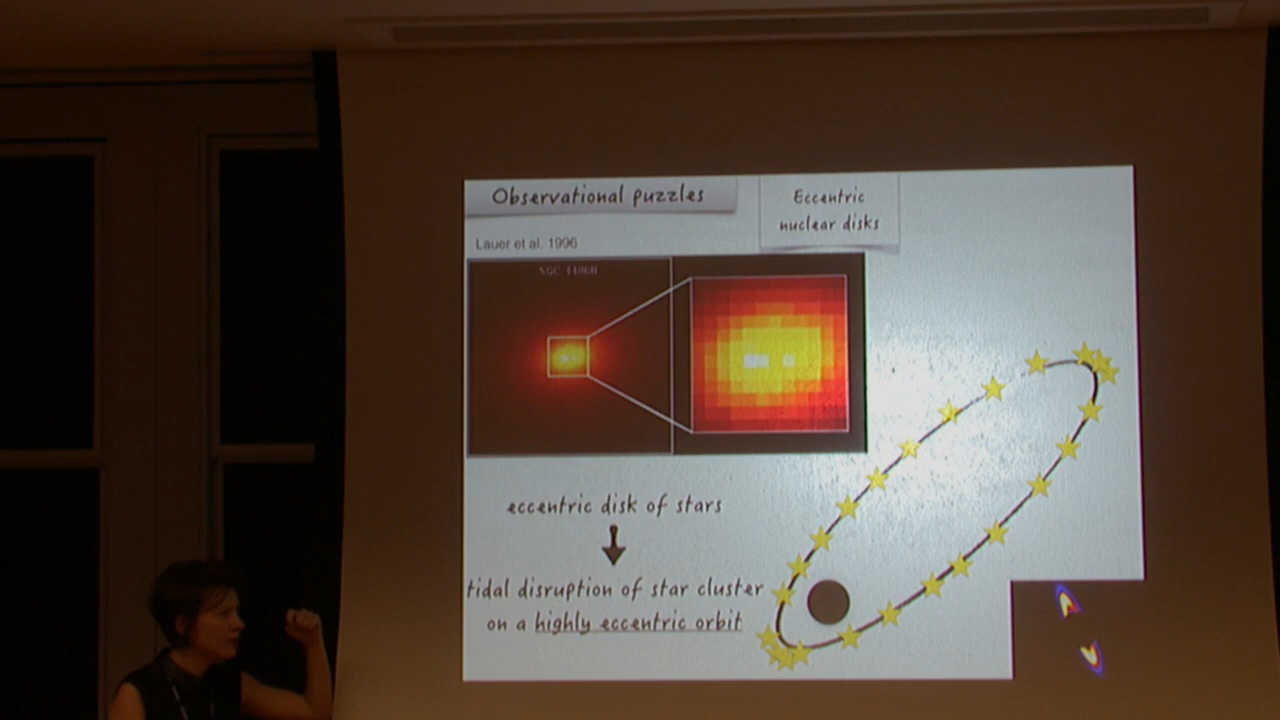 Observational puzzles
Eccentric
nuclear disks
Lauer et al. 1996
NGC 4486B
eccentric disk of stars
tidal disruption of star cluster
on a highly eccentric orbit